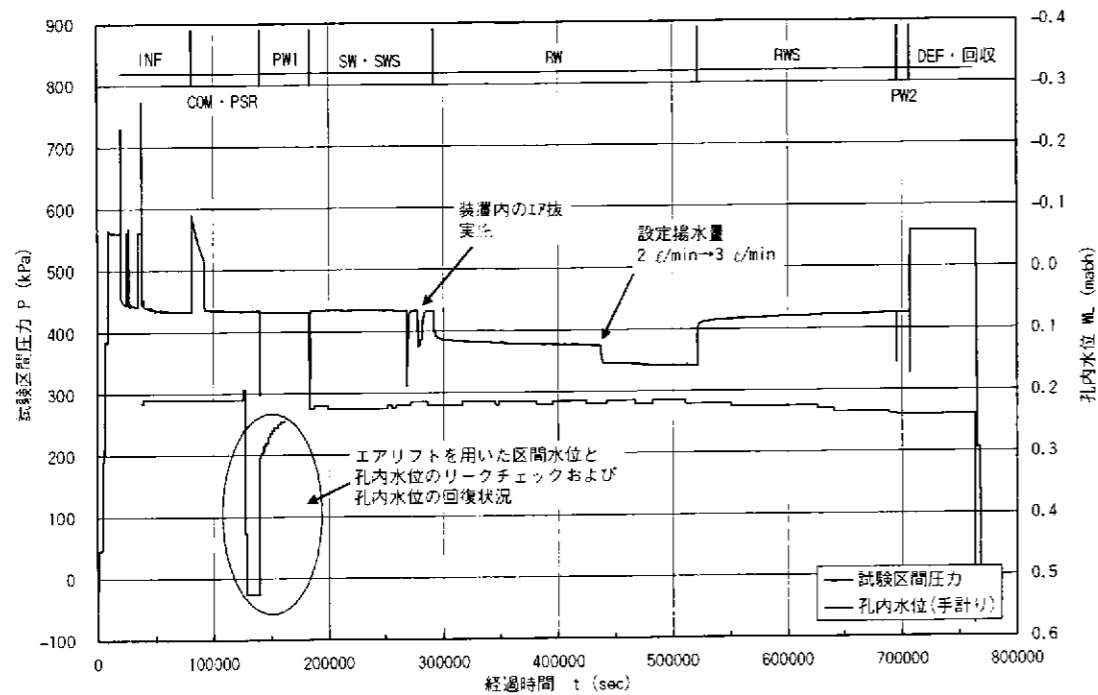 900
800
700
600
500
400
300
200
100
0
-100
試験区間圧力 P (kPa)
INF
COM・PSR
PW1
SW・SWS
RW
RWS
PW2
DEF・回収
装置内のエア抜
実施
設定揚水量
2 ℓ/min→3 ℓ/min
エアリフトを用いた区間水位と
孔内水位のリークチェックおよび
孔内水位の回復状況
試験区間圧力
孔内水位(手計り)
-0.4
-0.3
-0.2
-0.1
0.0
0.1
0.2
0.3
0.4
0.5
0.6
孔内水位 WL (mabh)
0
100000
200000
300000
400000
500000
600000
700000
800000
経過時間 t (sec)